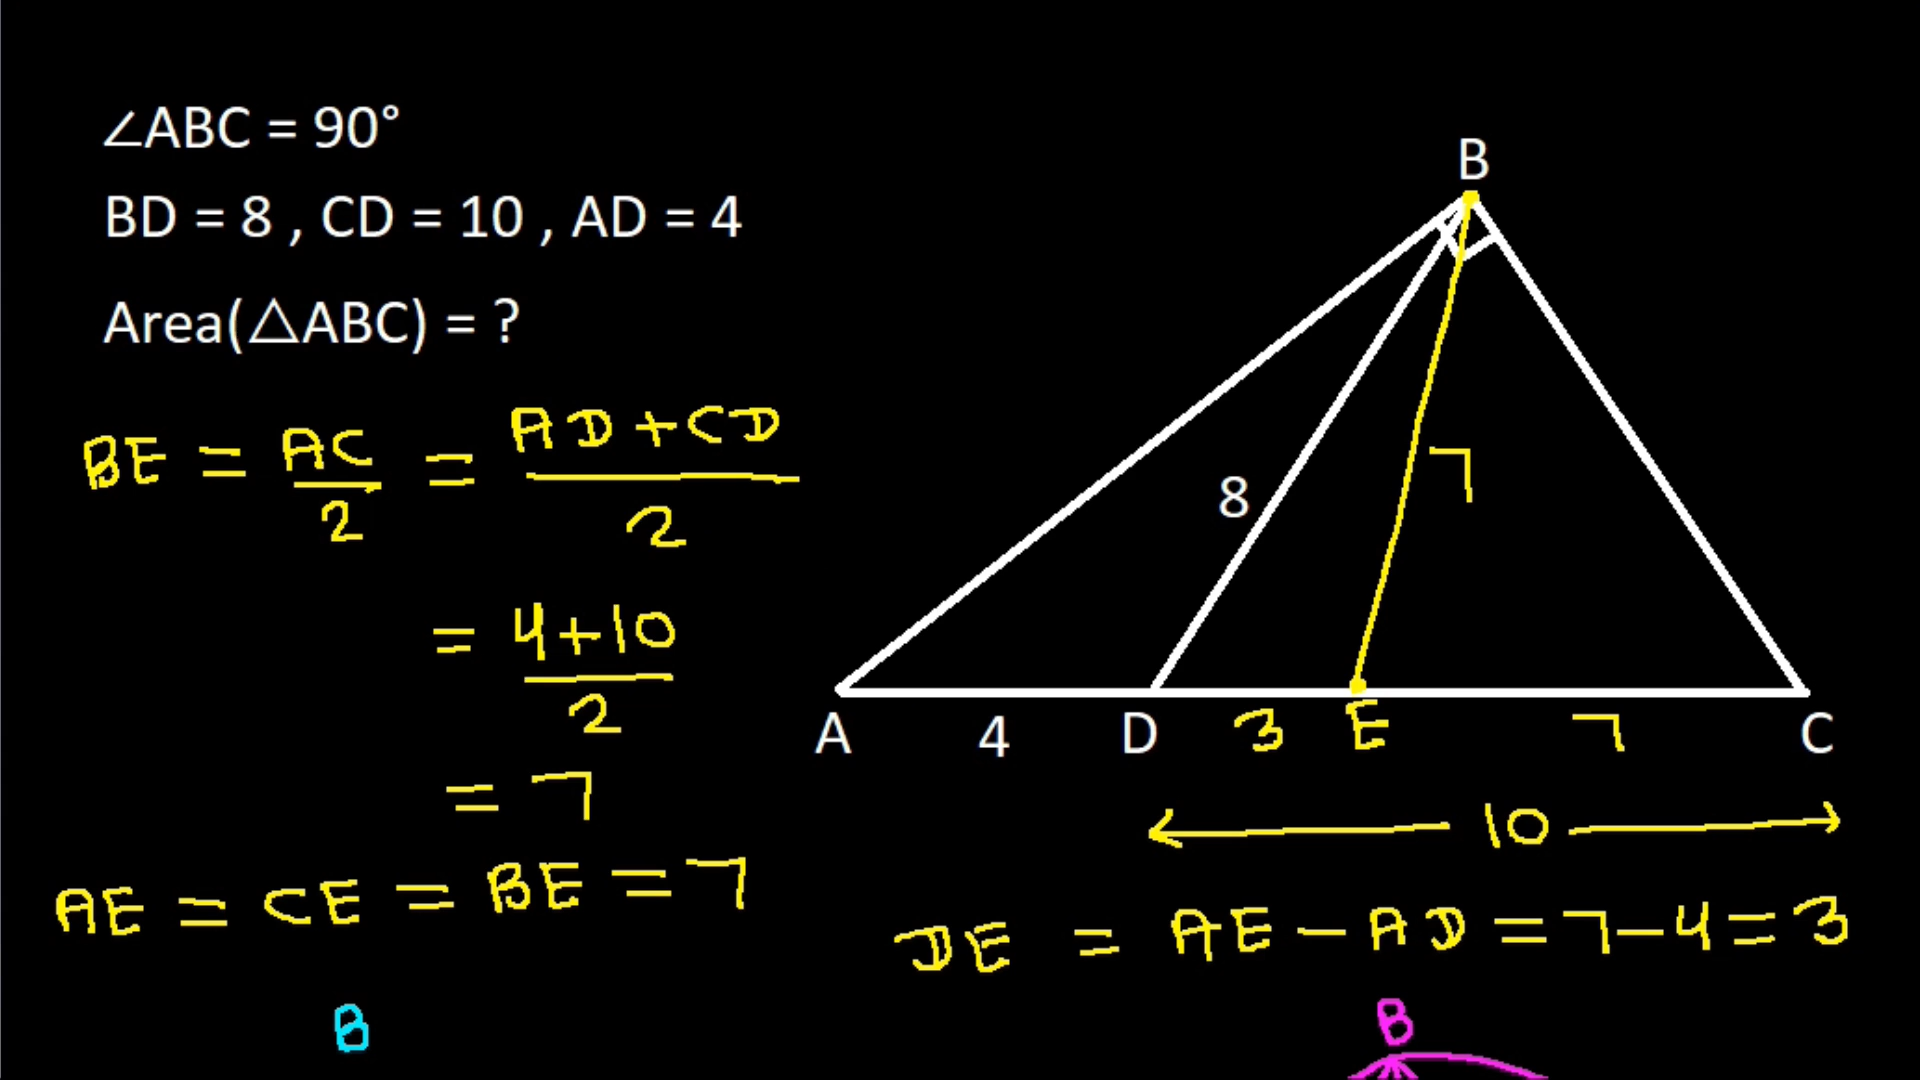 ∠ABC = 90°
BD = 8 , CD = 10 , AD = 4
Area(△ABC) = ?
BE = AC/2 = AD+CD/2
= 4+10/2
= 7
AE = CE = BE = 7
B
B
8
7
A 4 D 3 E 7 C
10
DE = AE - AD = 7-4 = 3
B